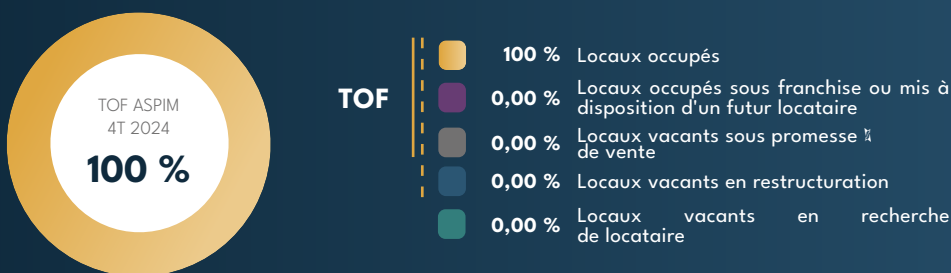 TOF ASPIM
4T 2024
100 %
TOF
100 % Locaux occupés
0,00 % Locaux occupés sous franchise ou mis à
disposition d'un futur locataire
0,00 % Locaux vacants sous promesse
de vente
0,00 % Locaux vacants en restructuration
0,00 % Locaux vacants en recherche
de locataire